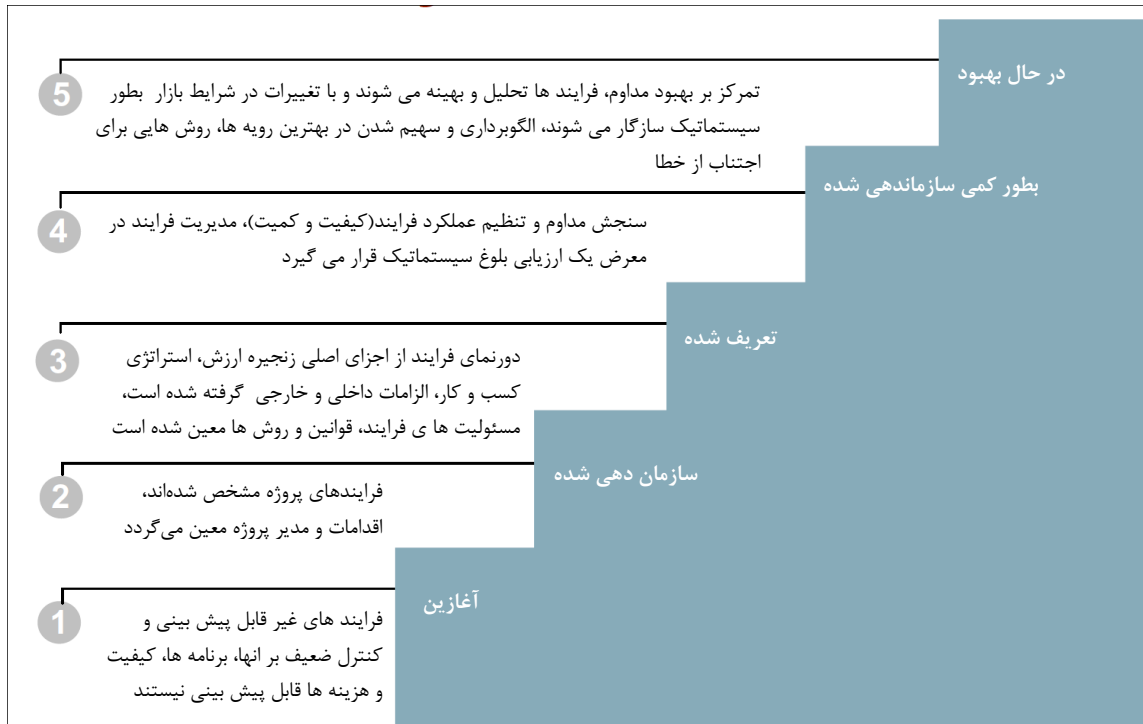 در حال بهبود
5
تمرکز بر بهبود مداوم، فرایند ها تحلیل و بهینه می شوند و با تغییرات در شرایط بازار بطور
سیستماتیک سازگار می شوند، الگوبرداری و سهیم شدن در بهترین رویه ها، روش هایی برای
اجتناب از خطا
بطور کمی سازماندهی شده
4
سنجش مداوم و تنظیم عملکرد فرایند(کیفیت و کمیت)، مدیریت فرایند در
معرض یک ارزیابی بلوغ سیستماتیک قرار می گیرد
تعریف شده
3
دورنمای فرایند از اجزای اصلی زنجیره ارزش، استراتژی
کسب و کار، الزامات داخلی و خارجی گرفته شده است،
مسئولیت ها ی فرایند، قوانین و روش ها معین شده است
سازمان دهی شده
2
فرایندهای پروژه مشخص شده‌اند،
اقدامات و مدیر پروژه معین می‌گردد
آغازین
1
فرایند های غیر قابل پیش بینی و
کنترل ضعیف بر انها، برنامه ها، کیفیت
و هزینه ها قابل پیش بینی نیستند